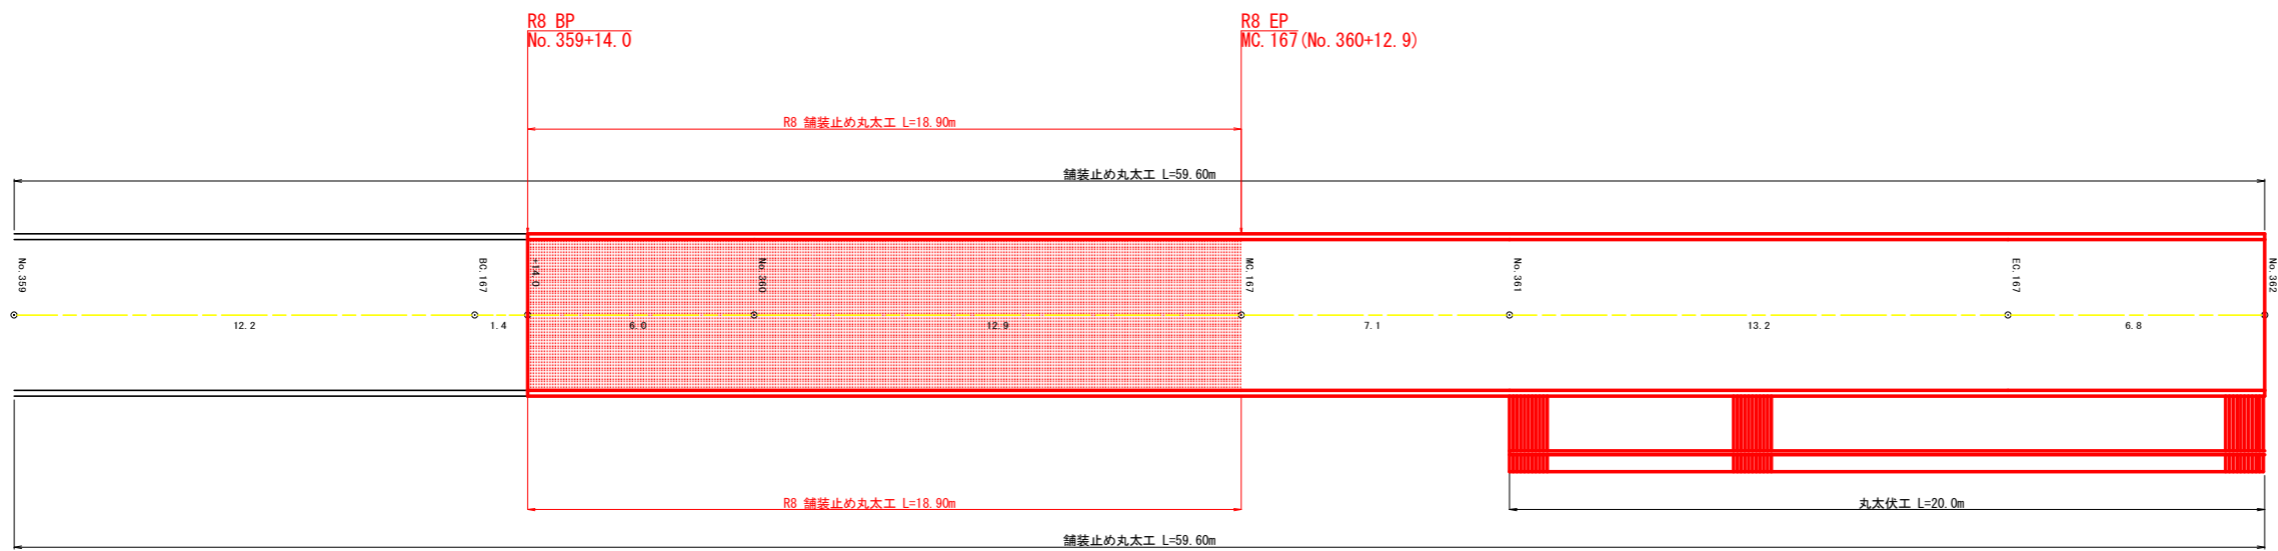 R8 BP
No.359+14.0
R8 EP
MC.167(No.360+12.9)
R8 舗装止め丸太工 L=18.90m
舗装止め丸太工 L=59.60m
No.359
BC.167
+14.0
No.360
MC.167
No.361
EC.167
No.362
12.2
1.4
6.0
12.9
7.1
13.2
6.8
R8 舗装止め丸太工 L=18.90m
丸太伏工 L=20.0m
舗装止め丸太工 L=59.60m